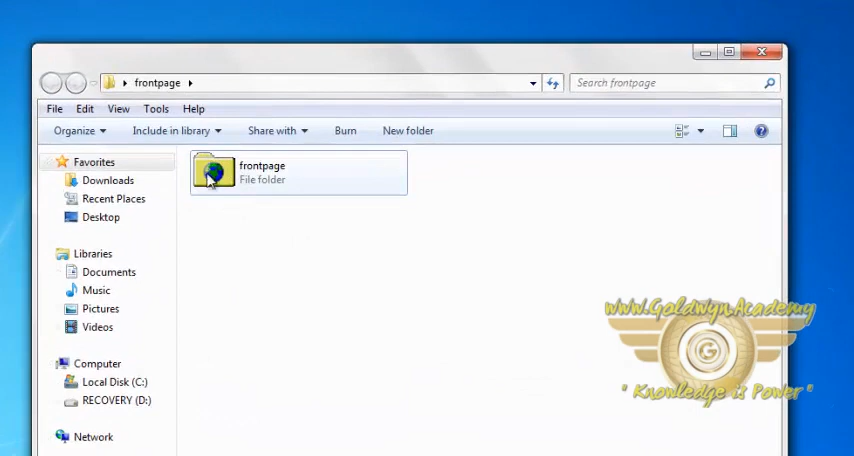 frontpage
Search frontpage
File Edit View Tools Help
Organize Include in library Share with Burn New folder
Favorites
Downloads
Recent Places
Desktop
Libraries
Documents
Music
Pictures
Videos
Computer
Local Disk (C:)
RECOVERY (D:)
Network
frontpage
File folder
www.GoldwynAcademy
G
" Knowledge is Power "